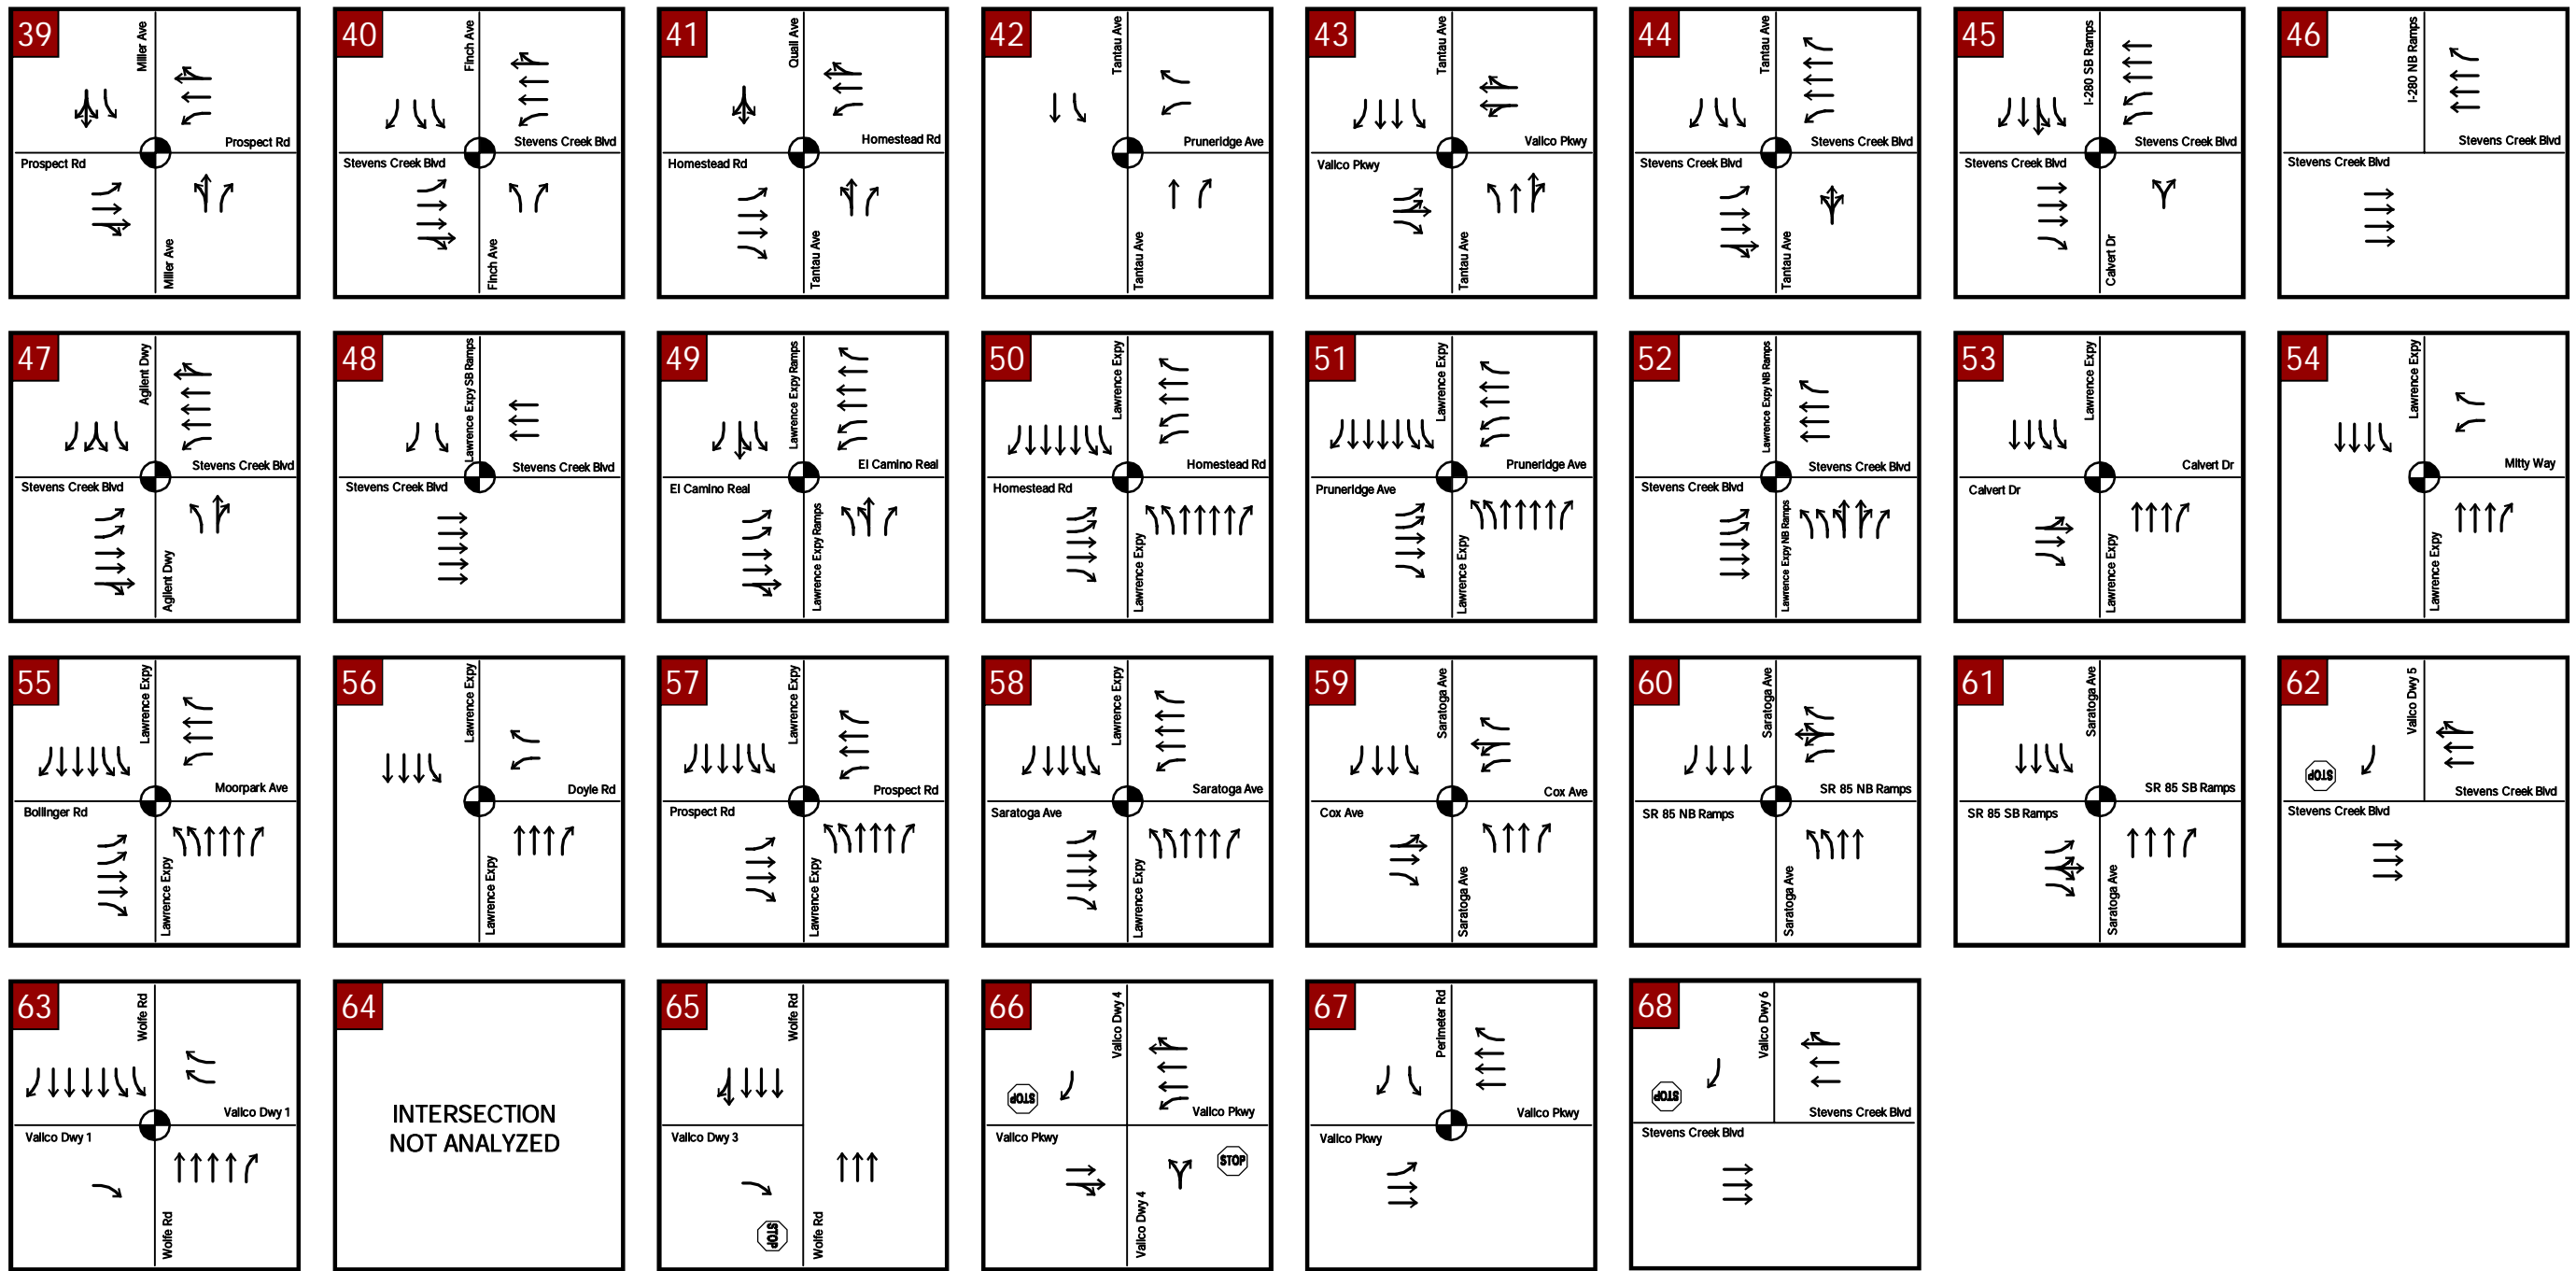 39
Miller Ave
Prospect Rd
Prospect Rd
Miller Ave
40
Finch Ave
Stevens Creek Blvd
Stevens Creek Blvd
Finch Ave
41
Quail Ave
Homestead Rd
Homestead Rd
Tantau Ave
42
Tantau Ave
Pruneridge Ave
Tantau Ave
43
Tantau Ave
Vallco Pkwy
Vallco Pkwy
Tantau Ave
44
Tantau Ave
Stevens Creek Blvd
Stevens Creek Blvd
Tantau Ave
45
I-280 SB Ramps
Stevens Creek Blvd
Stevens Creek Blvd
Calvert Dr
46
I-280 NB Ramps
Stevens Creek Blvd
Stevens Creek Blvd
47
Agilent Dwy
Stevens Creek Blvd
Stevens Creek Blvd
Agilent Dwy
48
Lawrence Expy SB Ramps
Stevens Creek Blvd
Stevens Creek Blvd
49
Lawrence Expy Ramps
El Camino Real
El Camino Real
Lawrence Expy Ramps
50
Lawrence Expy
Homestead Rd
Homestead Rd
Lawrence Expy
51
Lawrence Expy
Pruneridge Ave
Pruneridge Ave
Lawrence Expy
52
Lawrence Expy NB Ramps
Stevens Creek Blvd
Stevens Creek Blvd
Lawrence Expy NB Ramps
53
Lawrence Expy
Calvert Dr
Calvert Dr
Lawrence Expy
54
Lawrence Expy
Mitty Way
Lawrence Expy
55
Lawrence Expy
Moorpark Ave
Bollinger Rd
Lawrence Expy
56
Lawrence Expy
Doyle Rd
Lawrence Expy
57
Lawrence Expy
Prospect Rd
Prospect Rd
Lawrence Expy
58
Lawrence Expy
Saratoga Ave
Saratoga Ave
Lawrence Expy
59
Saratoga Ave
Cox Ave
Cox Ave
Saratoga Ave
60
Saratoga Ave
SR 85 NB Ramps
SR 85 NB Ramps
Saratoga Ave
61
Saratoga Ave
SR 85 SB Ramps
SR 85 SB Ramps
Saratoga Ave
62
Vallco Dwy 5
STOP
Stevens Creek Blvd
Stevens Creek Blvd
63
Wolfe Rd
Vallco Dwy 1
Vallco Dwy 1
Wolfe Rd
64
INTERSECTION
NOT ANALYZED
65
Wolfe Rd
Vallco Dwy 3
STOP
Wolfe Rd
66
Vallco Dwy 4
STOP
Vallco Pkwy
Vallco Pkwy
STOP
Vallco Dwy 4
67
Perimeter Rd
Vallco Pkwy
Vallco Pkwy
68
Vallco Dwy 6
STOP
Stevens Creek Blvd
Stevens Creek Blvd